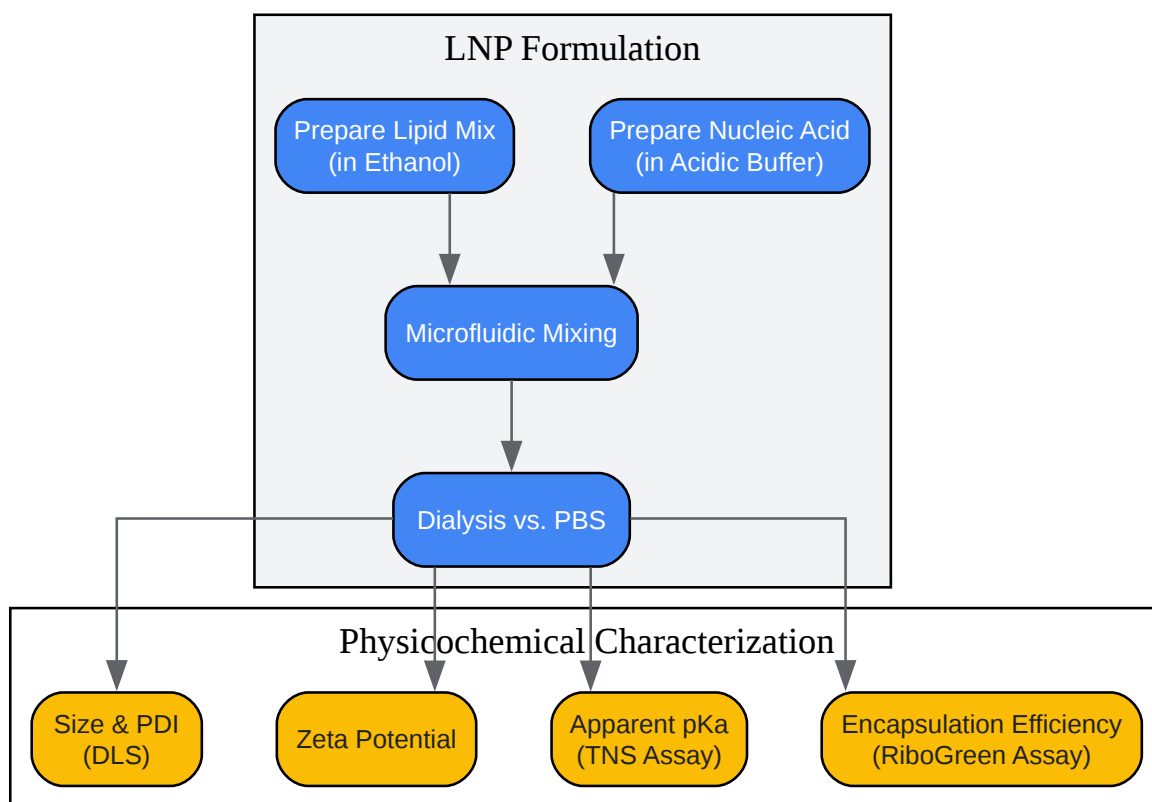 LNP Formulation
Prepare Lipid Mix
(in Ethanol)
Prepare Nucleic Acid
(in Acidic Buffer)
Microfluidic Mixing
Dialysis vs. PBS
Physicochemical Characterization
Size & PDI
(DLS)
Zeta Potential
Apparent pKa
(TNS Assay)
Encapsulation Efficiency
(RiboGreen Assay)